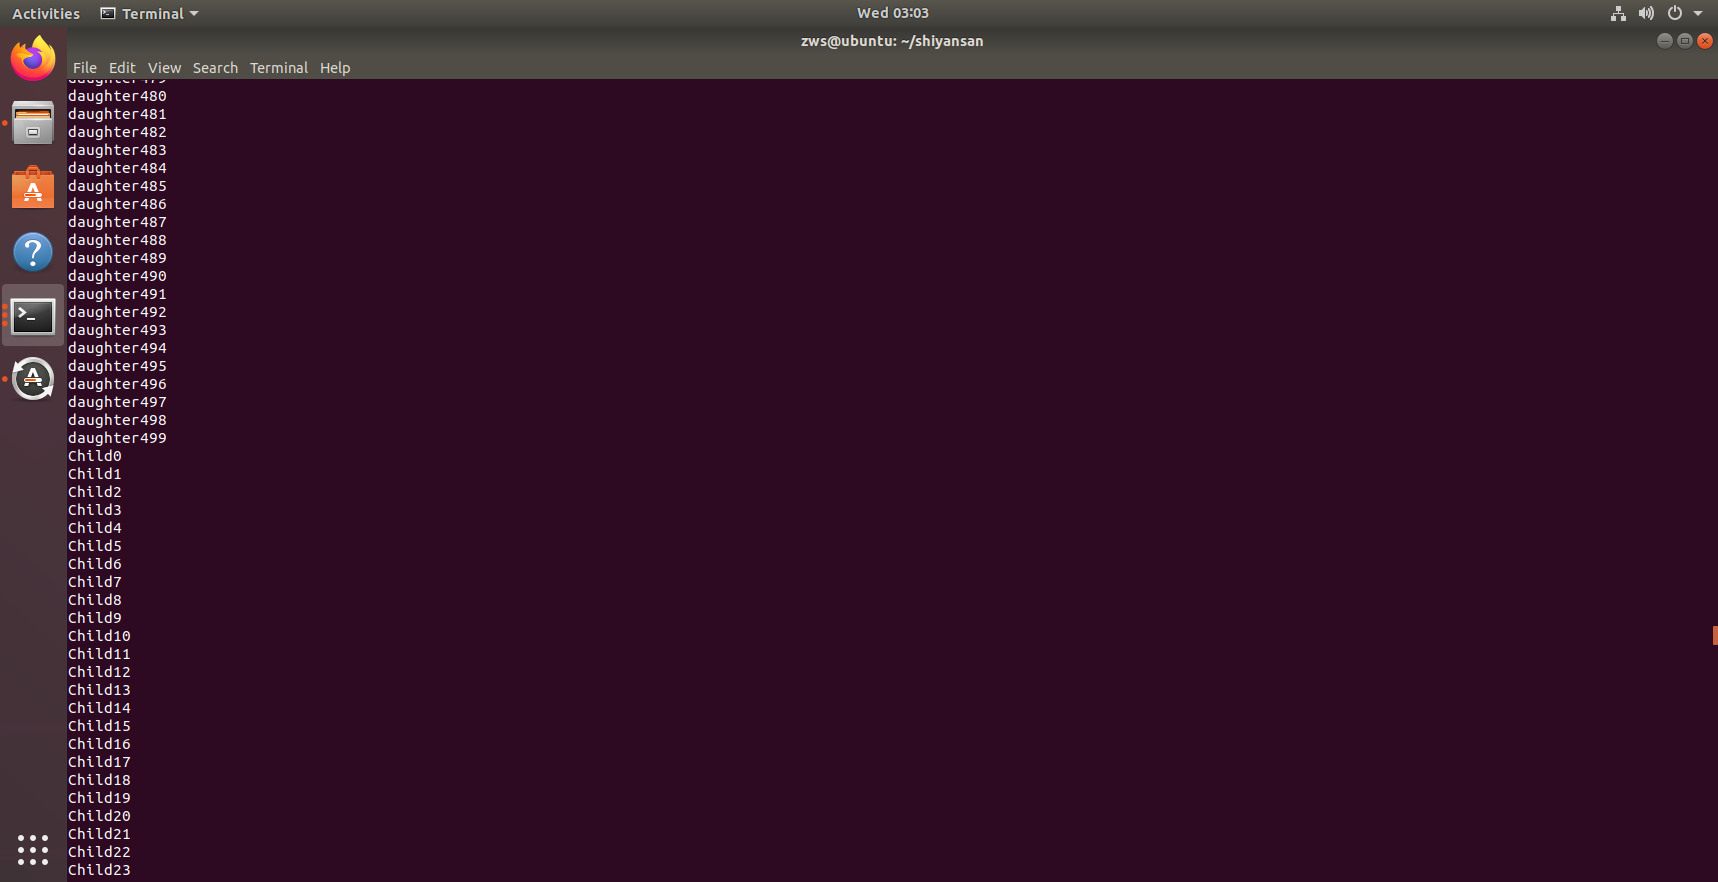 Activities Terminal Wed 03:03
zws@ubuntu: ~/shiyansan
File Edit View Search Terminal Help
daughter479
daughter480
daughter481
daughter482
daughter483
daughter484
daughter485
daughter486
daughter487
daughter488
daughter489
daughter490
daughter491
daughter492
daughter493
daughter494
daughter495
daughter496
daughter497
daughter498
daughter499
Child0
Child1
Child2
Child3
Child4
Child5
Child6
Child7
Child8
Child9
Child10
Child11
Child12
Child13
Child14
Child15
Child16
Child17
Child18
Child19
Child20
Child21
Child22
Child23